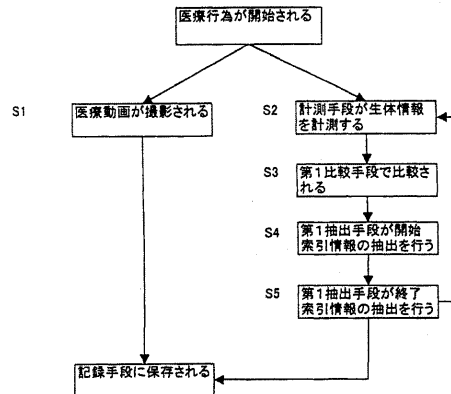 医療行為が開始される
S1
医療動画が撮影される
S2
計測手段が生体情報
を計測する
S3
第1比較手段で比較さ
れる
S4
第1抽出手段が開始
索引情報の抽出を行う
S5
第1抽出手段が終了
索引情報の抽出を行う
記録手段に保存される